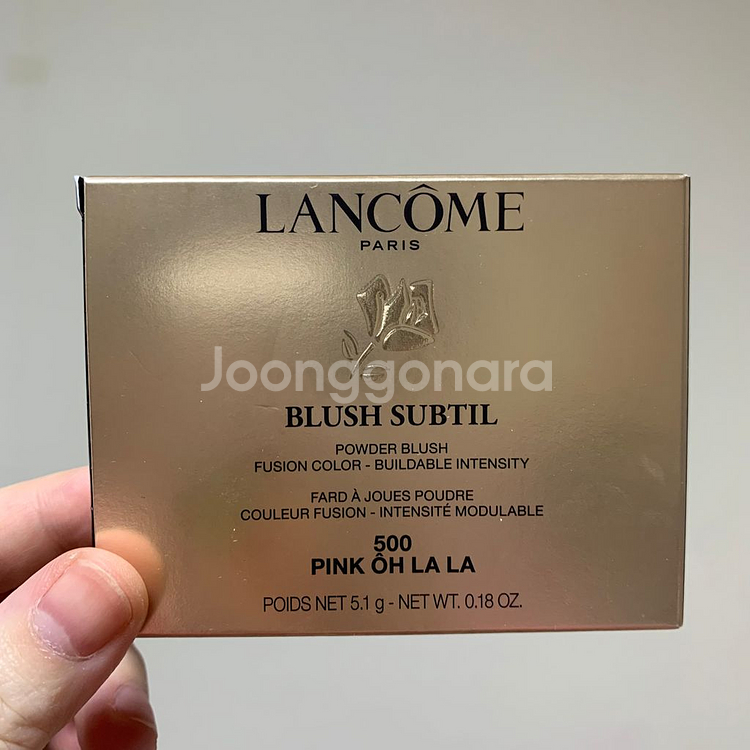 LANCÔME
PARIS
Joonggonara
BLUSH SUBTIL
POWDER BLUSH
FUSION COLOR - BUILDABLE INTENSITY
FARD À JOUES POUDRE
COULEUR FUSION - INTENSITÉ MODULABLE
500
PINK ÔH LA LA
POIDS NET 5.1 g - NET WT. 0.18 OZ.